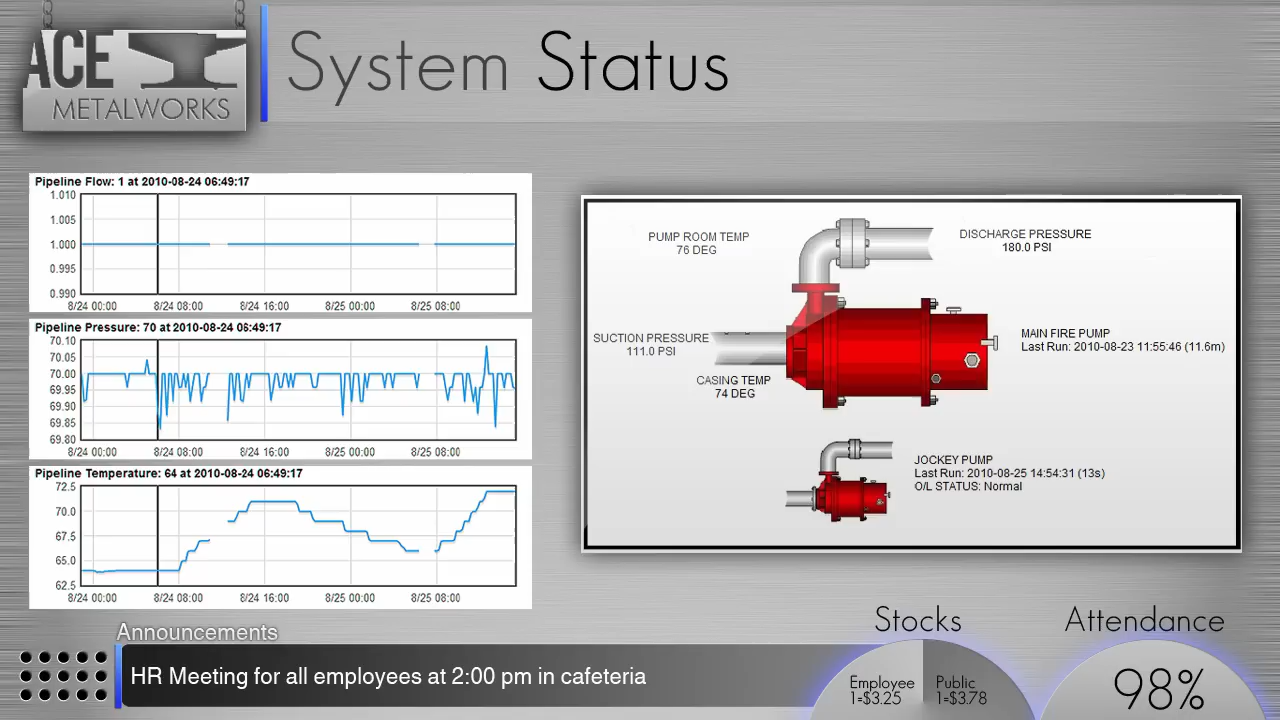 ACE
METALWORKS
System Status
Pipeline Flow: 1 at 2010-08-24 06:49:17
1.010
1.005
1.000
0.995
0.990
8/24 00:00 8/24 08:00 8/24 16:00 8/25 00:00 8/25 08:00
Pipeline Pressure: 70 at 2010-08-24 06:49:17
70.10
70.05
70.00
69.95
69.90
69.85
69.80
8/24 00:00 8/24 08:00 8/24 16:00 8/25 00:00 8/25 08:00
Pipeline Temperature: 64 at 2010-08-24 06:49:17
72.5
70.0
67.5
65.0
62.5
8/24 00:00 8/24 08:00 8/24 16:00 8/25 00:00 8/25 08:00
PUMP ROOM TEMP
76 DEG
DISCHARGE PRESSURE
180.0 PSI
SUCTION PRESSURE
111.0 PSI
MAIN FIRE PUMP
Last Run: 2010-08-23 11:55:46 (11.6m)
CASING TEMP
74 DEG
JOCKEY PUMP
Last Run: 2010-08-25 14:54:31 (13s)
O/L STATUS: Normal
Announcements
HR Meeting for all employees at 2:00 pm in cafeteria
Stocks
Employee
1=$3.25
Public
1=$3.78
Attendance
98%